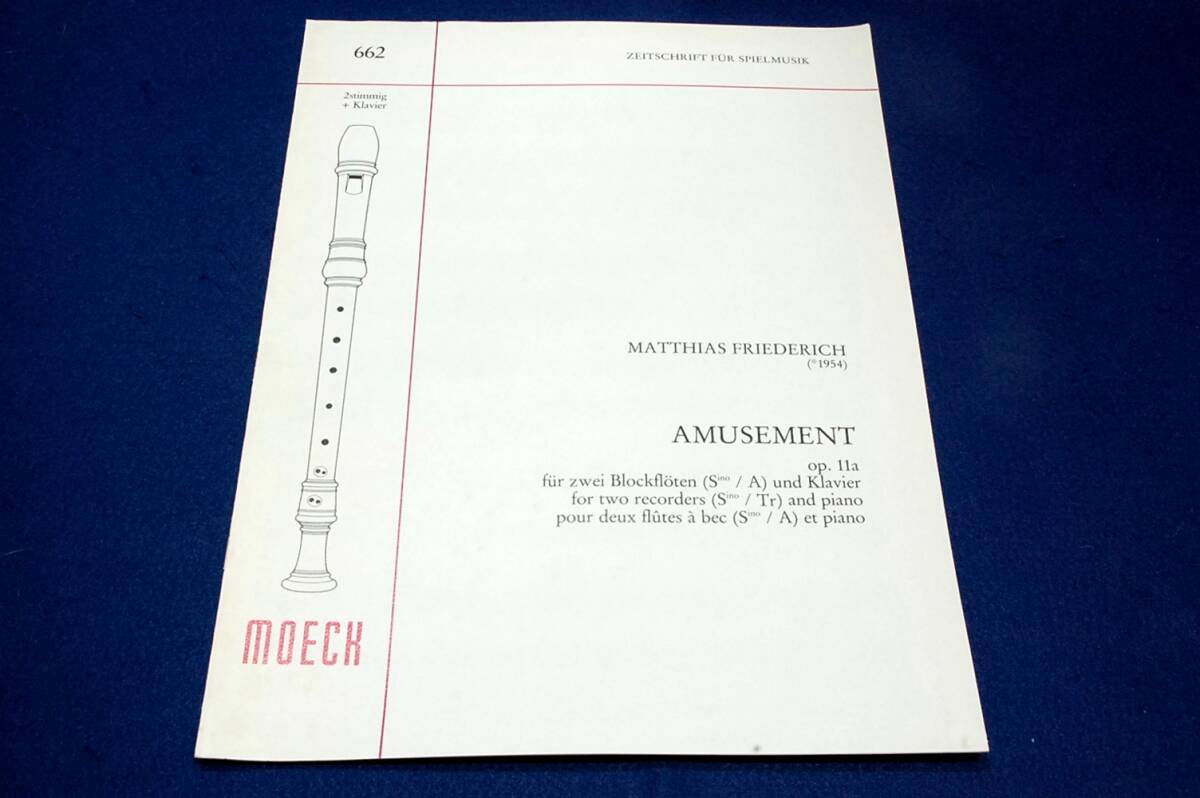 662
ZEITSCHRIFT FÜR SPIELMUSIK
2stimmig
+ Klavier
MATTHIAS FRIEDERICH
(*1954)
AMUSEMENT
op. 11a
für zwei Blockflöten (Sino / A) und Klavier
for two recorders (Sino / Tr) and piano
pour deux flûtes à bec (Sino / A) et piano
MOECK